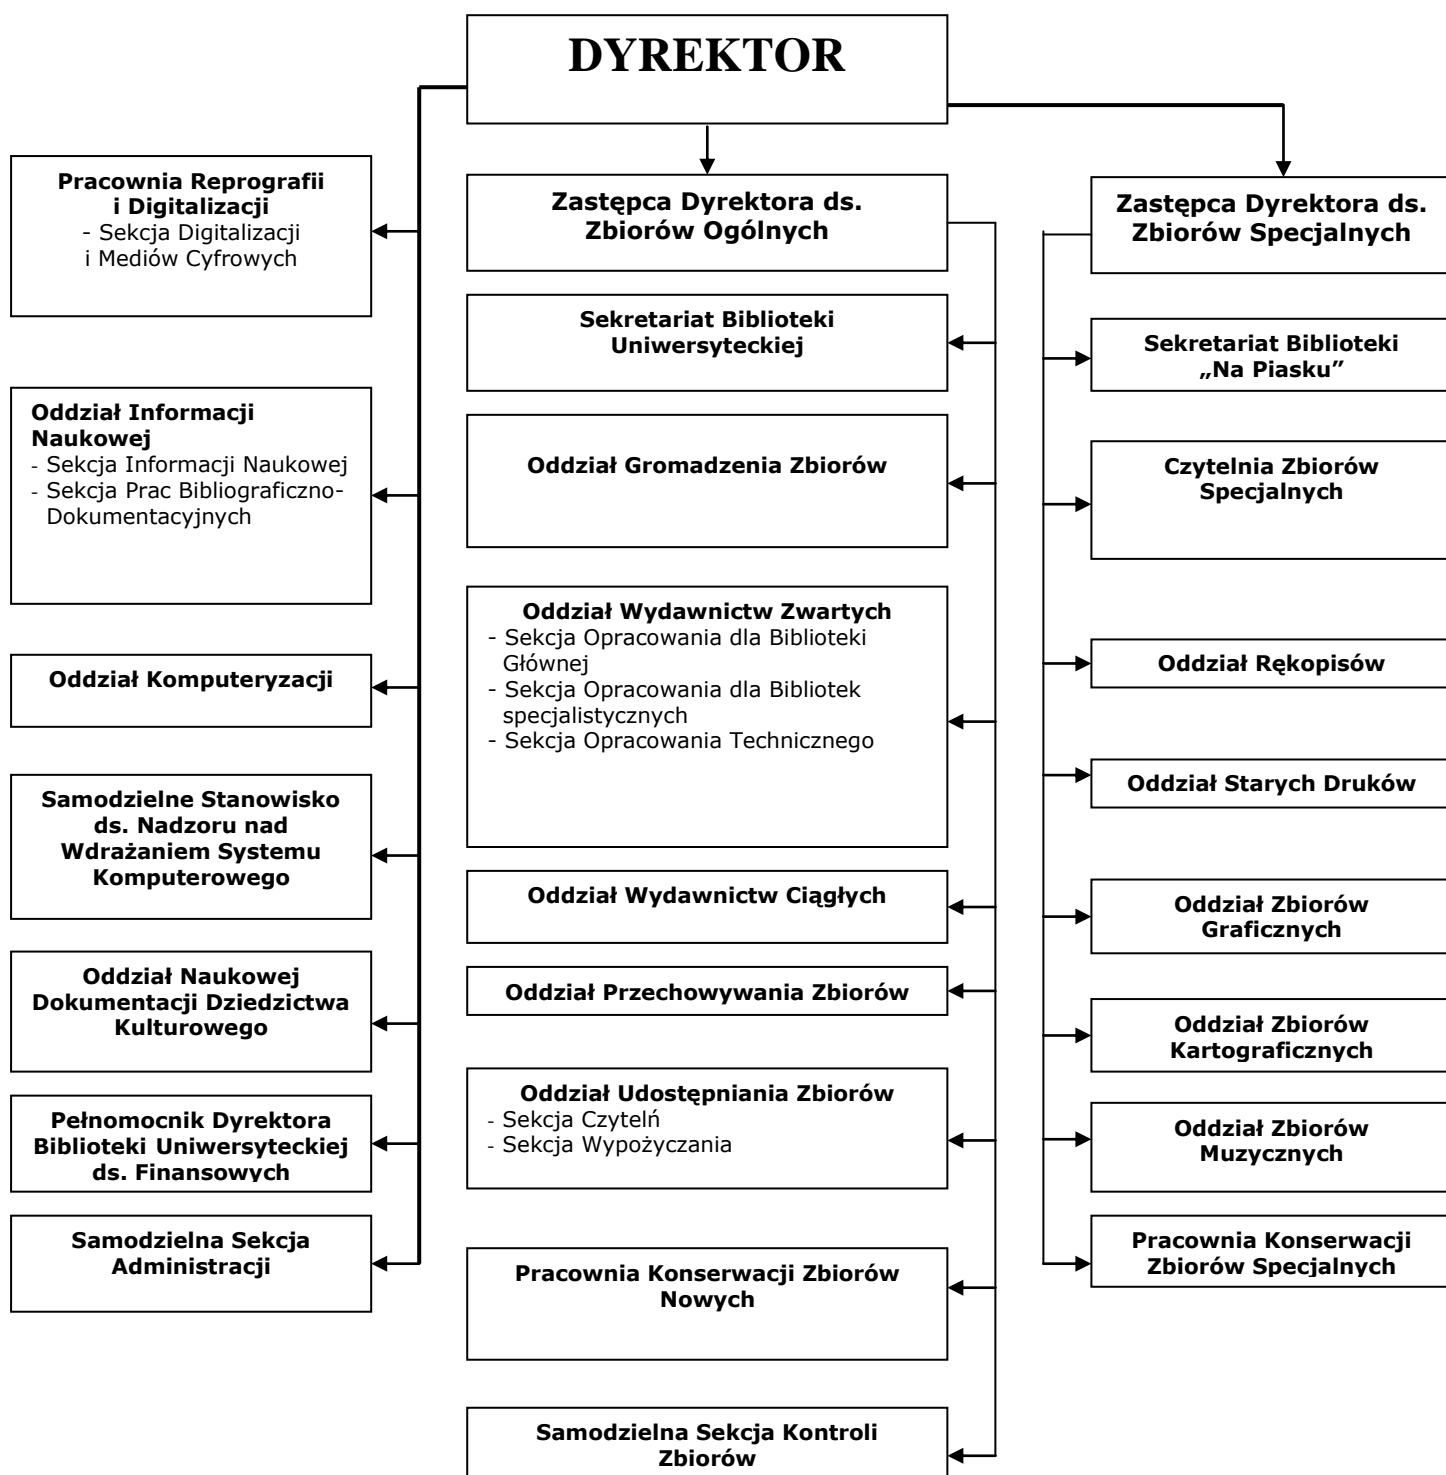 DYREKTOR
Pracownia Reprografii
i Digitalizacji
- Sekcja Digitalizacji
i Mediów Cyfrowych
Oddział Informacji
Naukowej
- Sekcja Informacji Naukowej
- Sekcja Prac Bibliograficzno-
Dokumentacyjnych
Oddział Komputeryzacji
Samodzielne Stanowisko
ds. Nadzoru nad
Wdrażaniem Systemu
Komputerowego
Oddział Naukowej
Dokumentacji Dziedzictwa
Kulturowego
Pełnomocnik Dyrektora
Biblioteki Uniwersyteckiej
ds. Finansowych
Samodzielna Sekcja
Administracji
Zastępca Dyrektora ds.
Zbiorów Ogólnych
Sekretariat Biblioteki
Uniwersyteckiej
Oddział Gromadzenia Zbiorów
Oddział Wydawnictw Zwartych
- Sekcja Opracowania dla Biblioteki
Głównej
- Sekcja Opracowania dla Bibliotek
specjalistycznych
- Sekcja Opracowania Technicznego
Oddział Wydawnictw Ciągłych
Oddział Przechowywania Zbiorów
Oddział Udostępniania Zbiorów
- Sekcja Czytelń
- Sekcja Wypożyczania
Pracownia Konserwacji Zbiorów
Nowych
Samodzielna Sekcja Kontroli
Zbiorów
Zastępca Dyrektora ds.
Zbiorów Specjalnych
Sekretariat Biblioteki
„Na Piasku”
Czytelnia Zbiorów
Specjalnych
Oddział Rękopisów
Oddział Starych Druków
Oddział Zbiorów
Graficznych
Oddział Zbiorów
Kartograficznych
Oddział Zbiorów
Muzycznych
Pracownia Konserwacji
Zbiorów Specjalnych